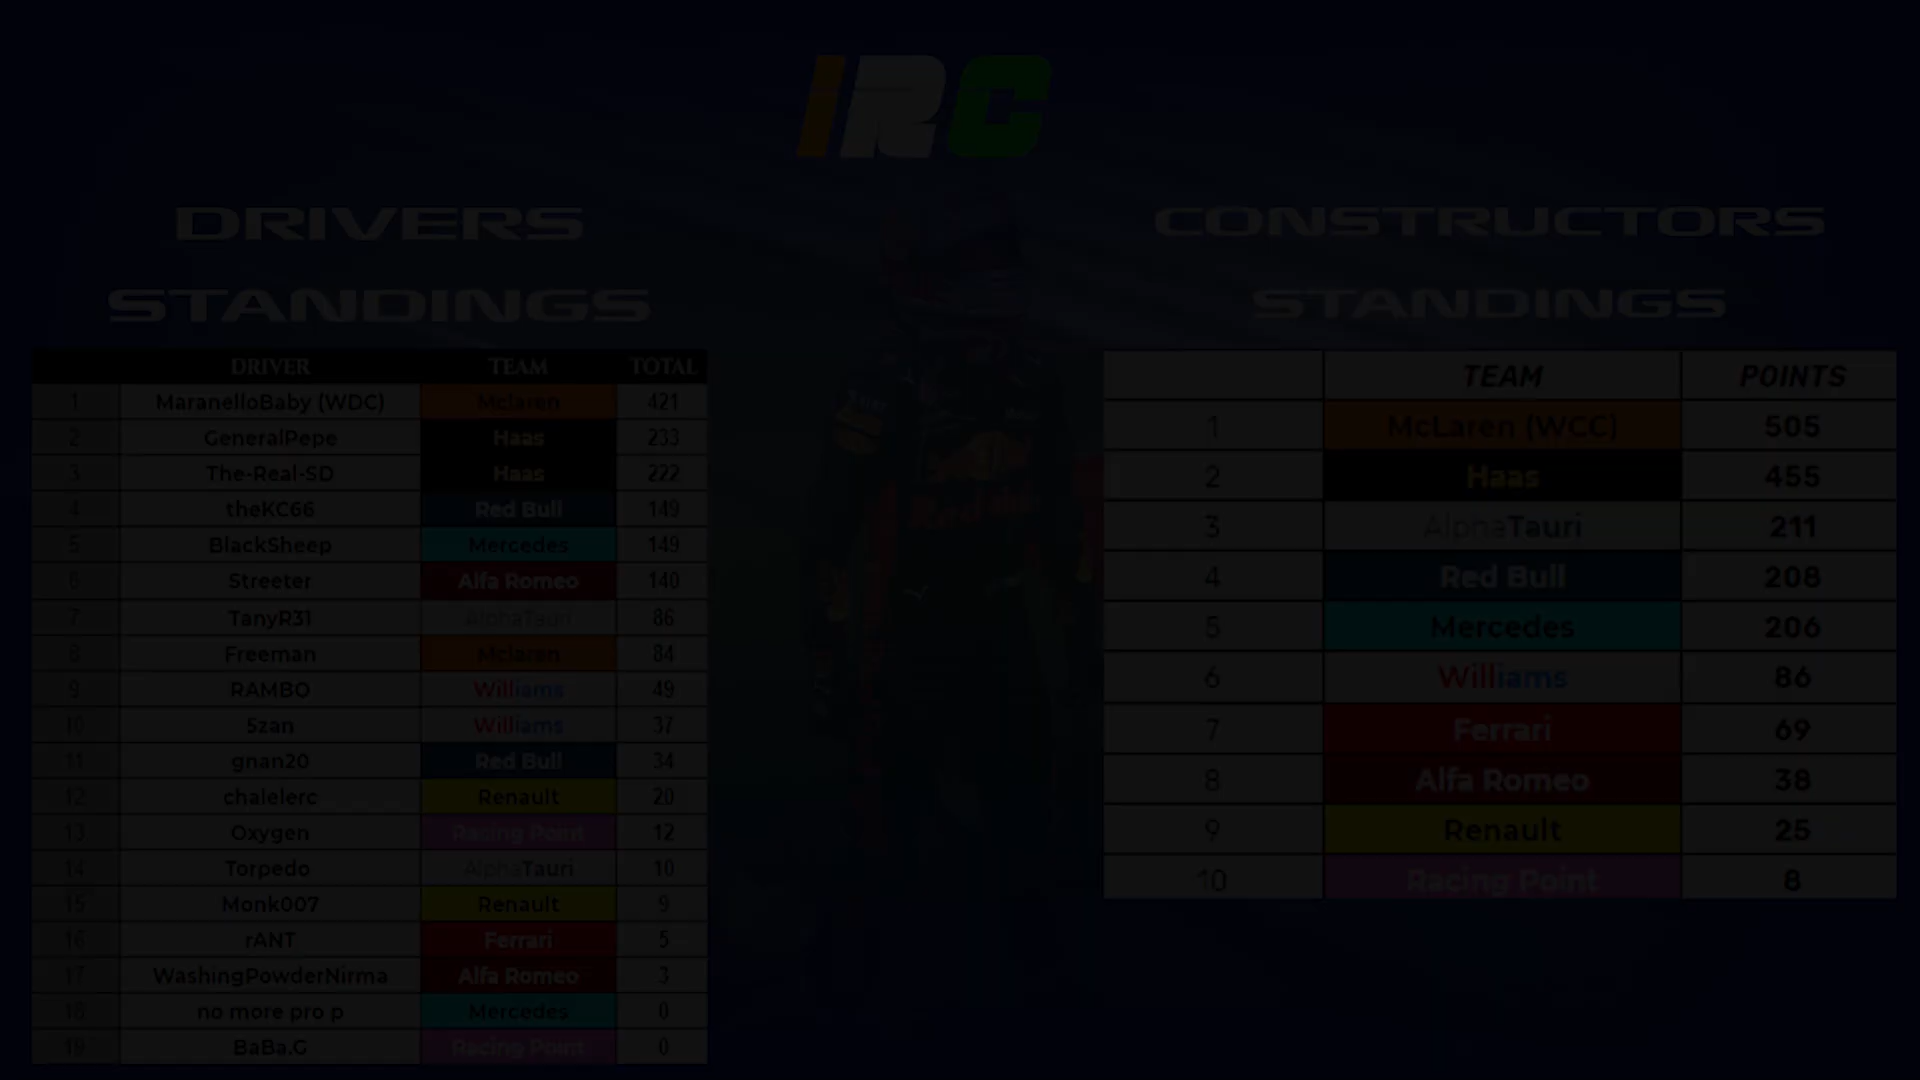 IRC
DRIVERS
STANDINGS
DRIVER TEAM TOTAL
1 MaranelloBaby (WDC) Mclaren 421
2 GeneralPepe Haas 233
3 The-Real-SD Haas 222
4 theKC66 Red Bull 149
5 BlackSheep Mercedes 149
6 Streeter Alfa Romeo 140
7 TanyR31 AlphaTauri 86
8 Freeman Mclaren 84
9 RAMBO Williams 49
10 5zan Williams 37
11 gnan20 Red Bull 34
12 chalelerc Renault 20
13 Oxygen Racing Point 12
14 Torpedo AlphaTauri 10
15 Monk007 Renault 9
16 rANT Ferrari 5
17 WashingPowderNirma Alfa Romeo 3
18 no more pro p Mercedes 0
19 BaBa.G Racing Point 0
CONSTRUCTORS
STANDINGS
TEAM POINTS
1 McLaren (WCC) 505
2 Haas 455
3 AlphaTauri 211
4 Red Bull 208
5 Mercedes 206
6 Williams 86
7 Ferrari 69
8 Alfa Romeo 38
9 Renault 25
10 Racing Point 8